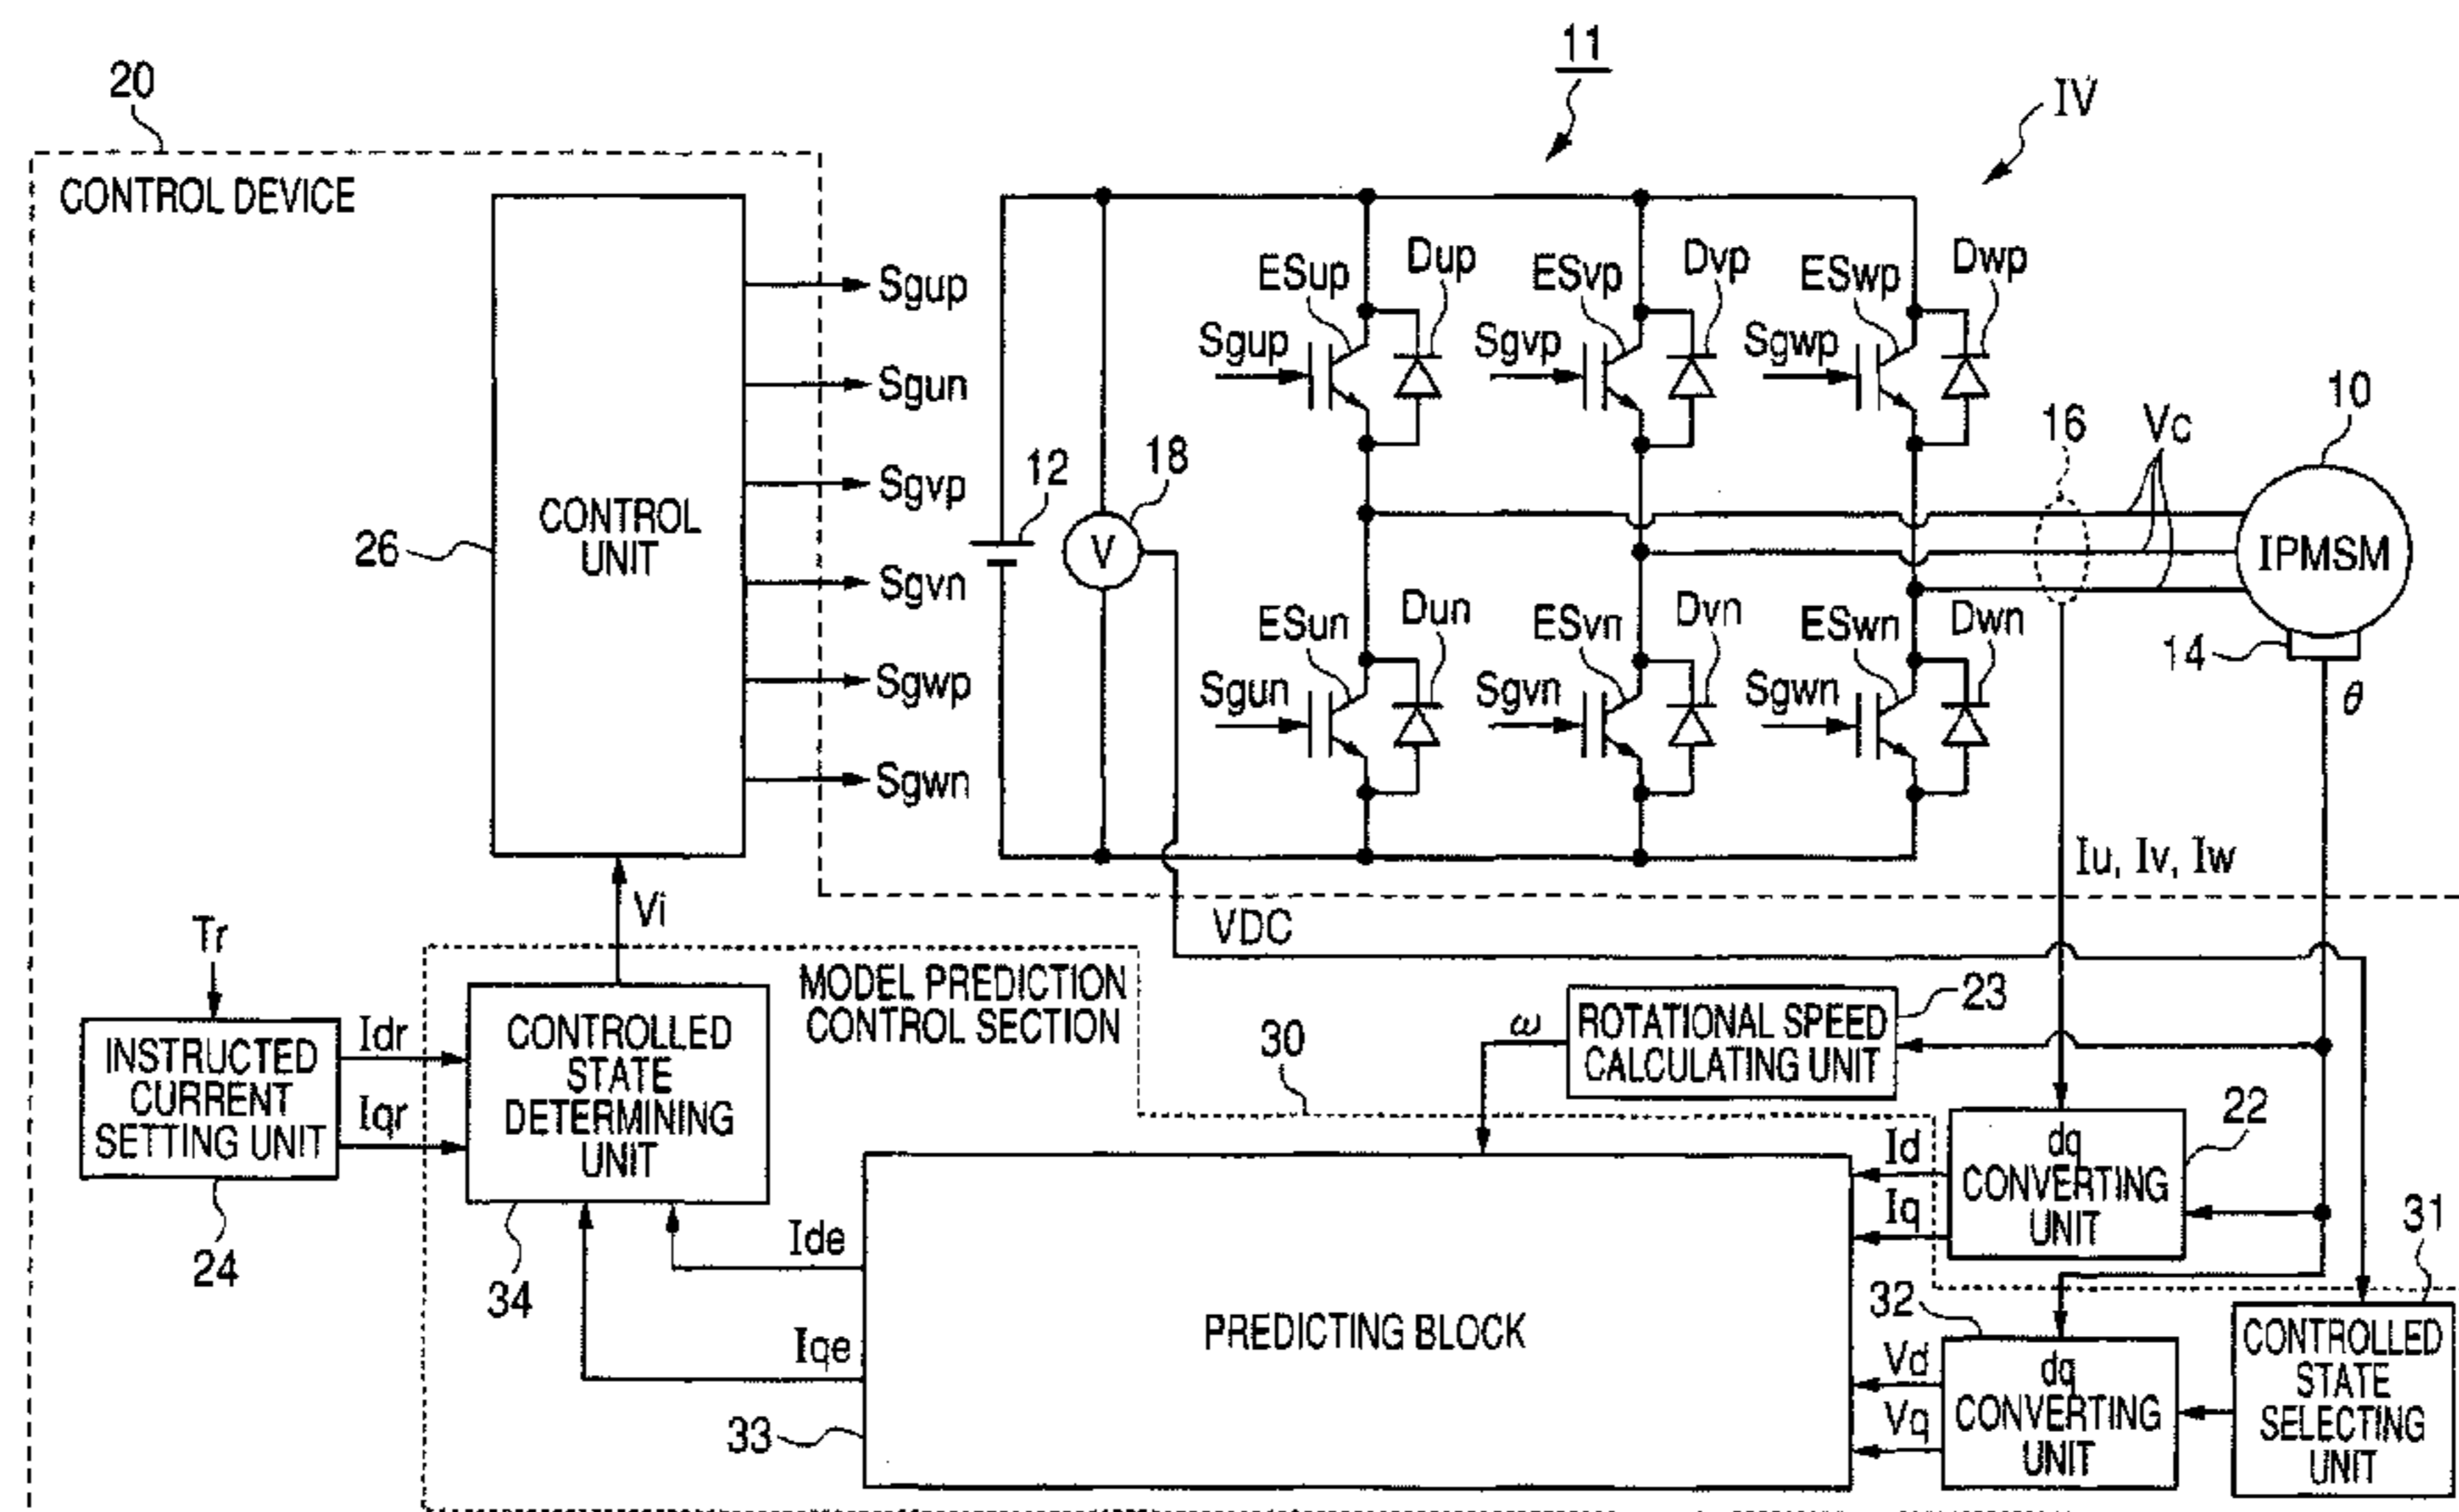 11
20
IV
CONTROL DEVICE
ESup
Dup
ESvp
Dvp
ESwp
Dwp
Sgup
Sgup
Sgvp
Sgwp
Sgun
10
16
Vc
12
18
Sgvp
CONTROL
UNIT
26
V
IPMSM
Sgvn
ESun
Dun
ESvn
Dvn
ESwn
Dwn
14
Sgwp
Sgun
Sgvn
Sgwn
θ
Sgwn
Iu, Iv, Iw
Vi
VDC
Tr
MODEL PREDICTION
CONTROL SECTION
23
Idr
CONTROLLED
STATE
DETERMINING
UNIT
30
ω
ROTATIONAL SPEED
CALCULATING UNIT
INSTRUCTED
CURRENT
SETTING UNIT
Iqr
22
Id
dq
CONVERTING
UNIT
Iq
31
24
34
Ide
32
PREDICTING BLOCK
Iqe
Vd
dq
CONVERTING
UNIT
Vq
CONTROLLED
STATE
SELECTING
UNIT
33